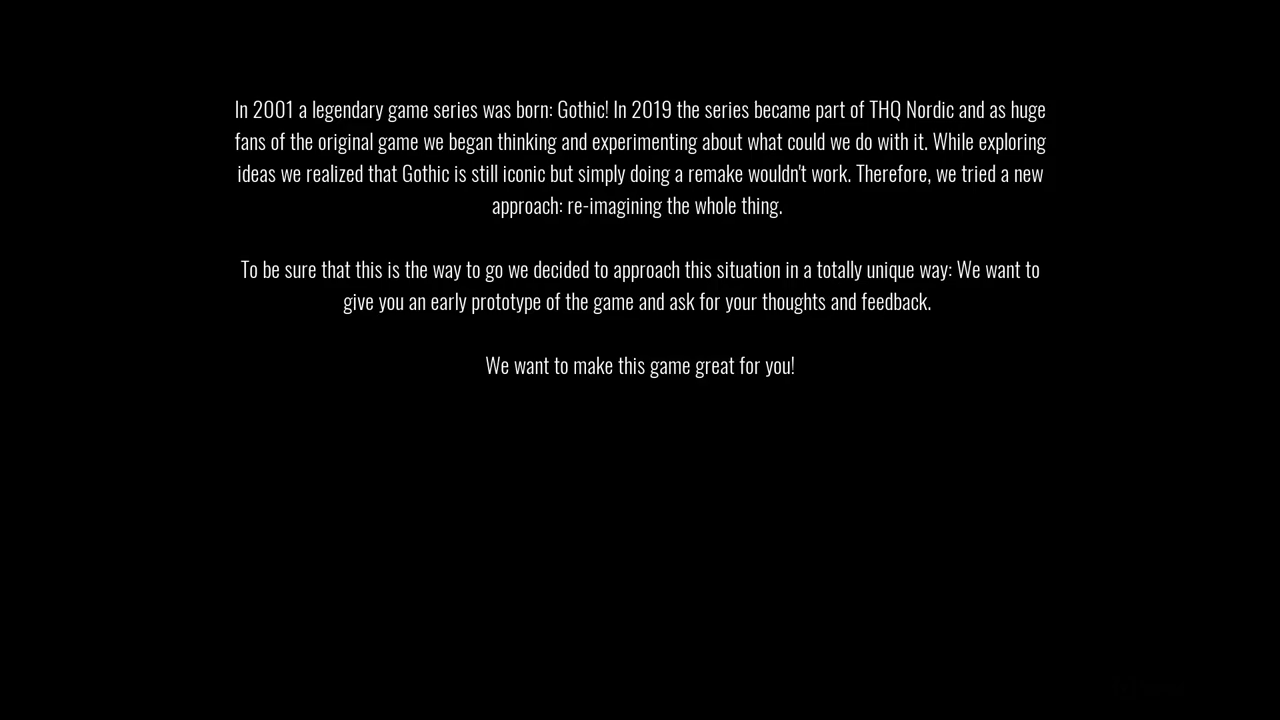 In 2001 a legendary game series was born: Gothic! In 2019 the series became part of THQ Nordic and as huge
fans of the original game we began thinking and experimenting about what could we do with it. While exploring
ideas we realized that Gothic is still iconic but simply doing a remake wouldn't work. Therefore, we tried a new
approach: re-imagining the whole thing.
To be sure that this is the way to go we decided to approach this situation in a totally unique way: We want to
give you an early prototype of the game and ask for your thoughts and feedback.
We want to make this game great for you!